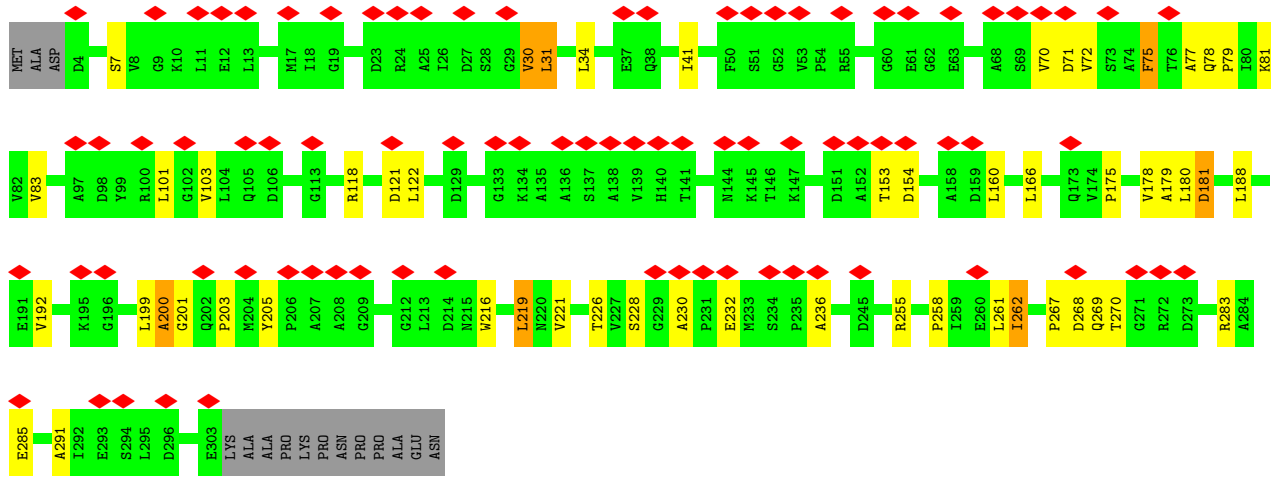 MET ALA ASP D4 S7 V8 G9 K10 L11 E12 L13 M17 I18 G19 D23 R24 A25 I26 D27 S28 G29 V30 L31 L34 E37 Q38 I41 F50 S51 G52 V53 P54 R55 G60 E61 G62 E63 A68 S69 V70 D71 V72 S73 A74 F75 T76 A77 Q78 P79 I80 K81
V82 V83 A97 D98 Y99 R100 L101 G102 V103 L104 Q105 D106 G113 R118 D121 L122 D129 G133 K134 A135 A136 S137 A138 V139 H140 T141 N144 K145 T146 K147 D151 A152 T153 D154 A158 D159 L160 L166 Q173 V174 P175 V178 A179 L180 D181 L188
E191 V192 K195 G196 L199 A200 G201 Q202 P203 M204 Y205 P206 A207 A208 G209 G212 L213 D214 N215 W216 L219 N220 V221 T226 V227 S228 G229 A230 P231 E232 M233 S234 P235 A236 D245 R255 P258 I259 E260 L261 I262 P267 D268 Q269 T270 G271 R272 D273 R283 A284
E285 A291 I292 E293 S294 L295 D296 E303 LYS ALA ALA PRO LYS PRO ASN PRO PRO ALA GLU ASN